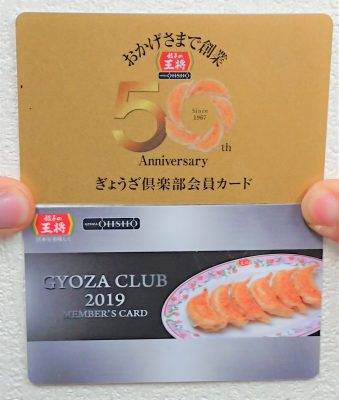 おかげさまで創業
餃子の
王将
OHSHO
50th
Since
1967
Anniversary
ぎょうざ倶楽部会員カード
餃子の
王将
GYOZA OHSHO
GYOZA CLUB
2019
MEMBER'S CARD